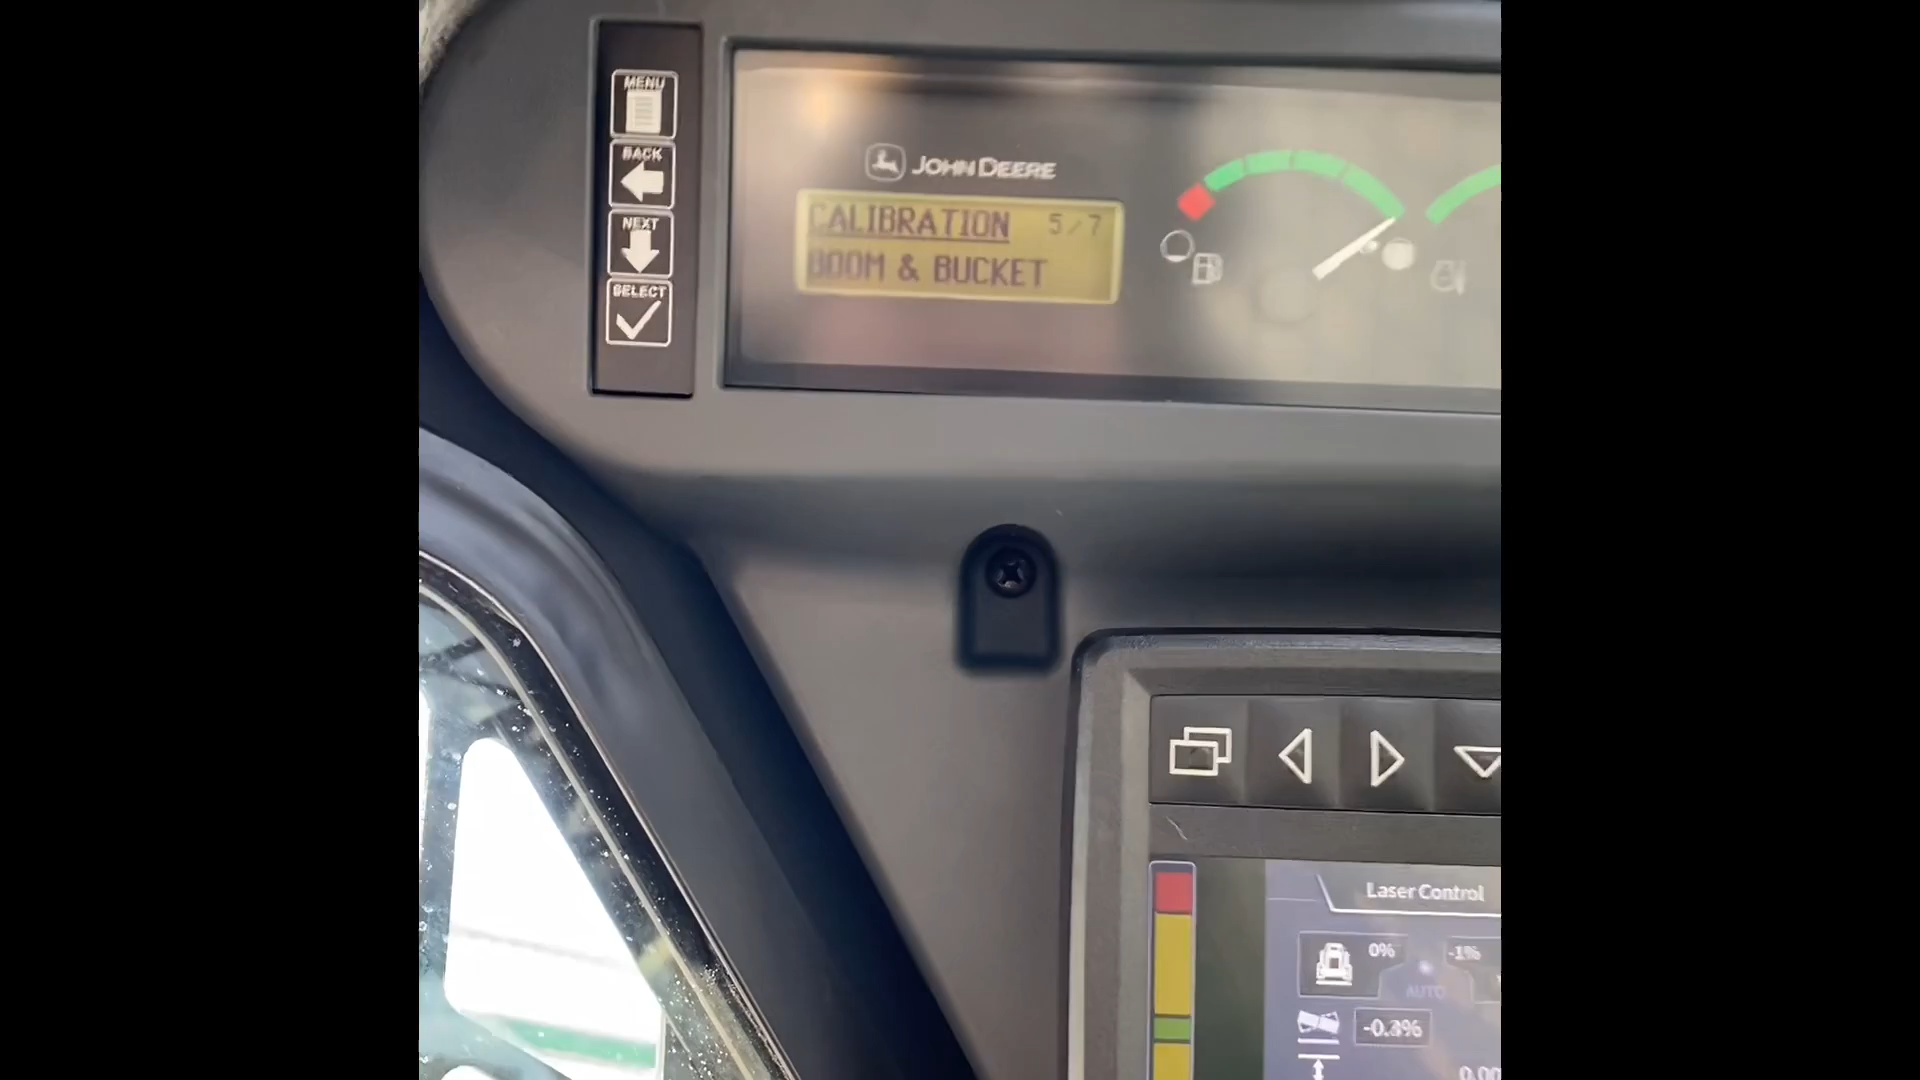 MENU
BACK
NEXT
SELECT
JOHN DEERE
CALIBRATION 5/7
BOOM & BUCKET
Laser Control
0% -1%
AUTO
-0.3%